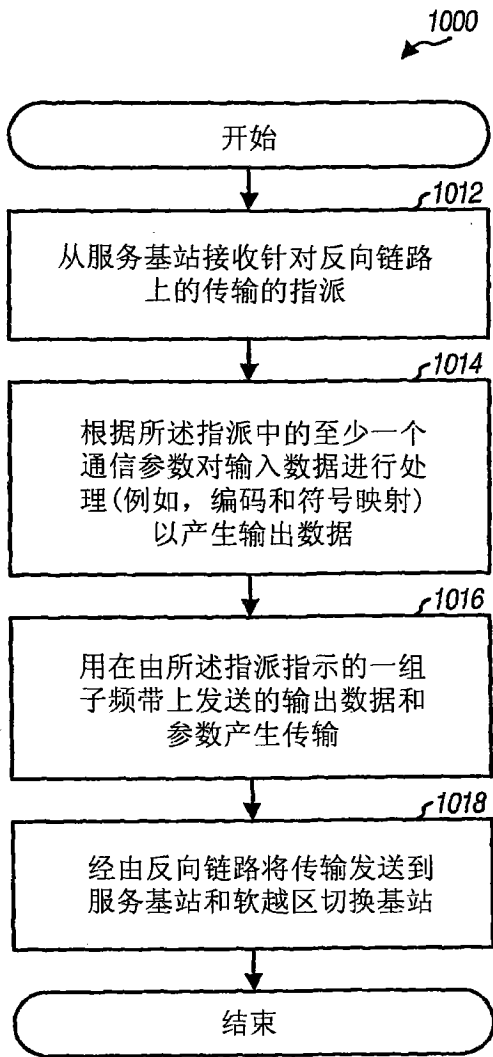 1000
开始
1012
从服务基站接收针对反向链路
上的传输的指派
1014
根据所述指派中的至少一个
通信参数对输入数据进行处
理(例如，编码和符号映射)
以产生输出数据
1016
用在由所述指派指示的一组
子频带上发送的输出数据和
参数产生传输
1018
经由反向链路将传输发送到
服务基站和软越区切换基站
结束